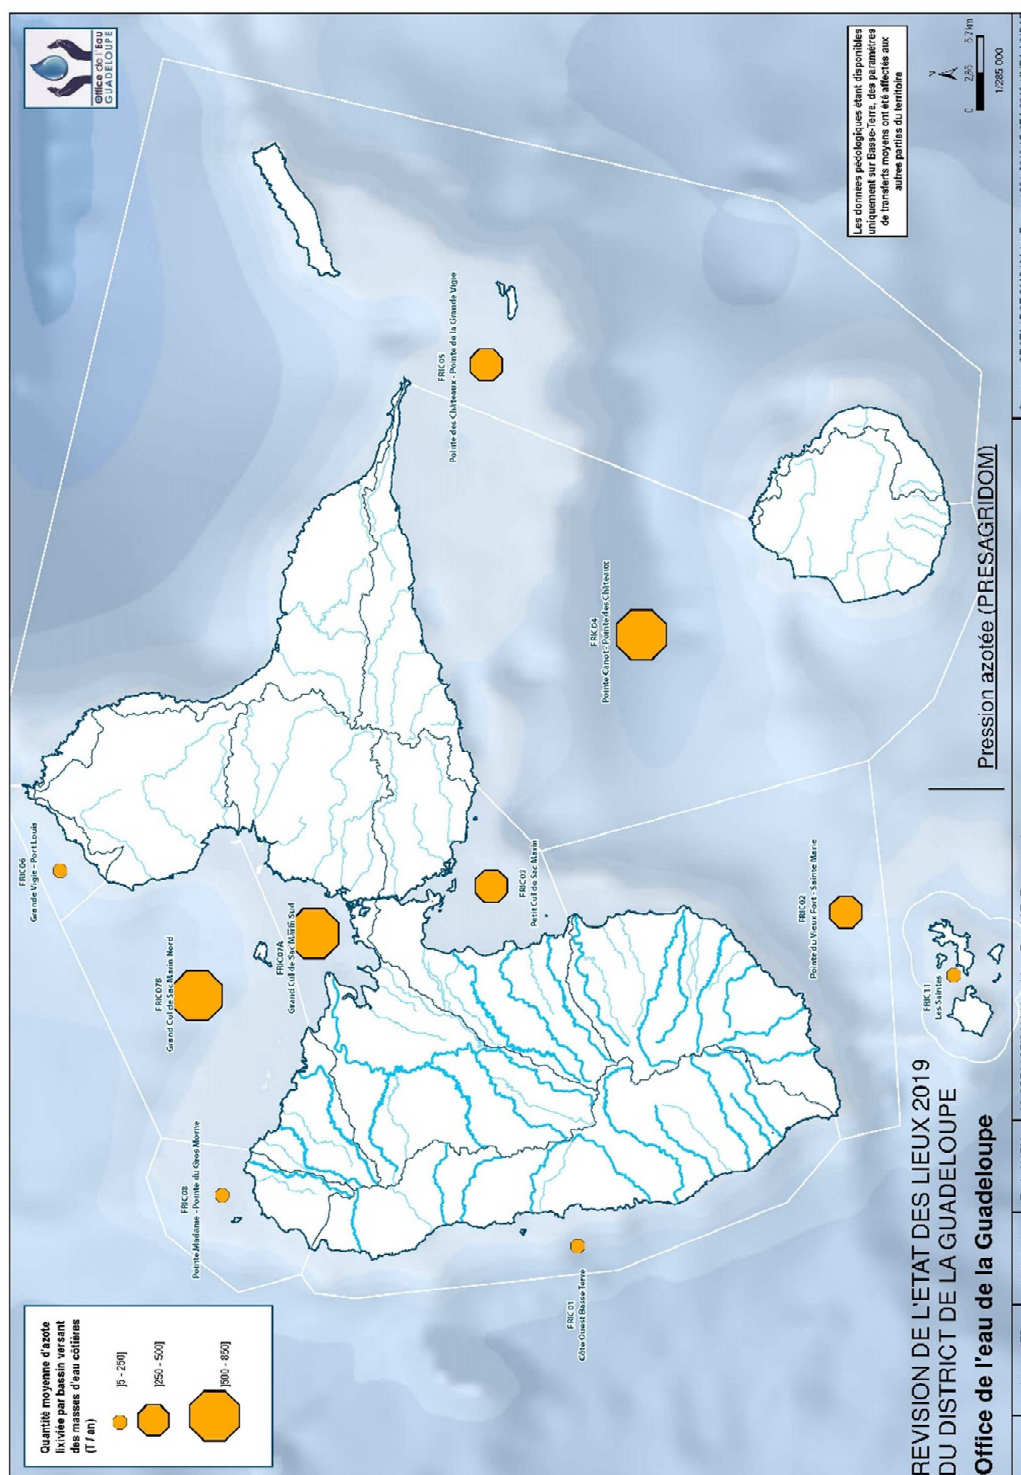 Office de l'Eau
GUADELOUPE
Quantité moyenne d'azote
lixiviée par bassin versant
des masses d'eau côtières
(T / an)
]5 - 250]
]250 - 500]
]500 - 850]
FRIC08
Pointe Madame - Pointe du Gros Morne
FRIC07B
Grand Cul de Sac Marin Nord
FRIC07A
Grand Cul de Sac Marin Sud
FRIC06
Grande Vigie - Port Louis
FRIC05
Pointe des Châteaux - Pointe de la Grande Vigie
FRIC01
Côte Ouest Basse Terre
FRIC03
Petit Cul de Sac Marin
FRIC04
Pointe Canot - Pointe des Châteaux
FRIC02
Pointe du Vieux Fort - Sainte Marie
FRIC11
Les Saintes
Les données pédologiques étant disponibles
uniquement sur Basse-Terre, des paramètres
de transferts moyens ont été affectés aux
autres parties du territoire
N
0 2,85 5,7 km
1/285 000
REVISION DE L'ETAT DES LIEUX 2019
DU DISTRICT DE LA GUADELOUPE
Office de l'eau de la Guadeloupe
Pression azotée (PRESAGRIDOM)